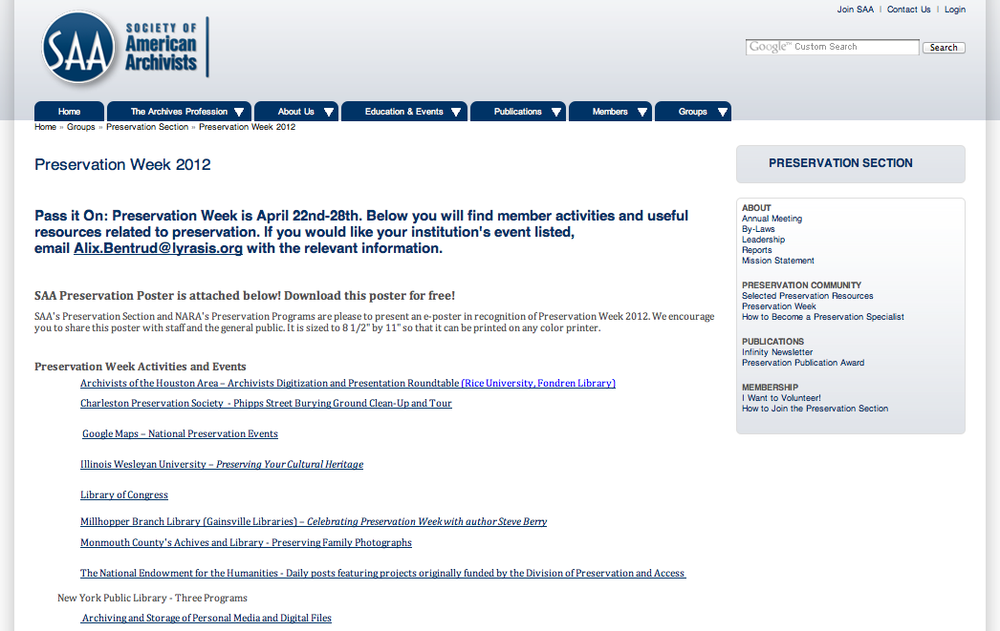 Join SAA | Contact Us | Login
SAA
SOCIETY OF
American
Archivists
Google™ Custom Search
Search
Home
The Archives Profession
About Us
Education & Events
Publications
Members
Groups
Home » Groups » Preservation Section » Preservation Week 2012
Preservation Week 2012
Pass it On: Preservation Week is April 22nd-28th. Below you will find member activities and useful
resources related to preservation. If you would like your institution's event listed,
email Alix.Bentrud@lyrasis.org with the relevant information.
SAA Preservation Poster is attached below! Download this poster for free!
SAA's Preservation Section and NARA's Preservation Programs are please to present an e-poster in recognition of Preservation Week 2012. We encourage
you to share this poster with staff and the general public. It is sized to 8 1/2" by 11" so that it can be printed on any color printer.
Preservation Week Activities and Events
Archivists of the Houston Area – Archivists Digitization and Presentation Roundtable (Rice University, Fondren Library)
Charleston Preservation Society - Phipps Street Burying Ground Clean-Up and Tour
Google Maps – National Preservation Events
Illinois Wesleyan University – Preserving Your Cultural Heritage
Library of Congress
Millhopper Branch Library (Gainsville Libraries) – Celebrating Preservation Week with author Steve Berry
Monmouth County's Achives and Library - Preserving Family Photographs
The National Endowment for the Humanities - Daily posts featuring projects originally funded by the Division of Preservation and Access
New York Public Library - Three Programs
Archiving and Storage of Personal Media and Digital Files
PRESERVATION SECTION
ABOUT
Annual Meeting
By-Laws
Leadership
Reports
Mission Statement
PRESERVATION COMMUNITY
Selected Preservation Resources
Preservation Week
How to Become a Preservation Specialist
PUBLICATIONS
Infinity Newsletter
Preservation Publication Award
MEMBERSHIP
I Want to Volunteer!
How to Join the Preservation Section